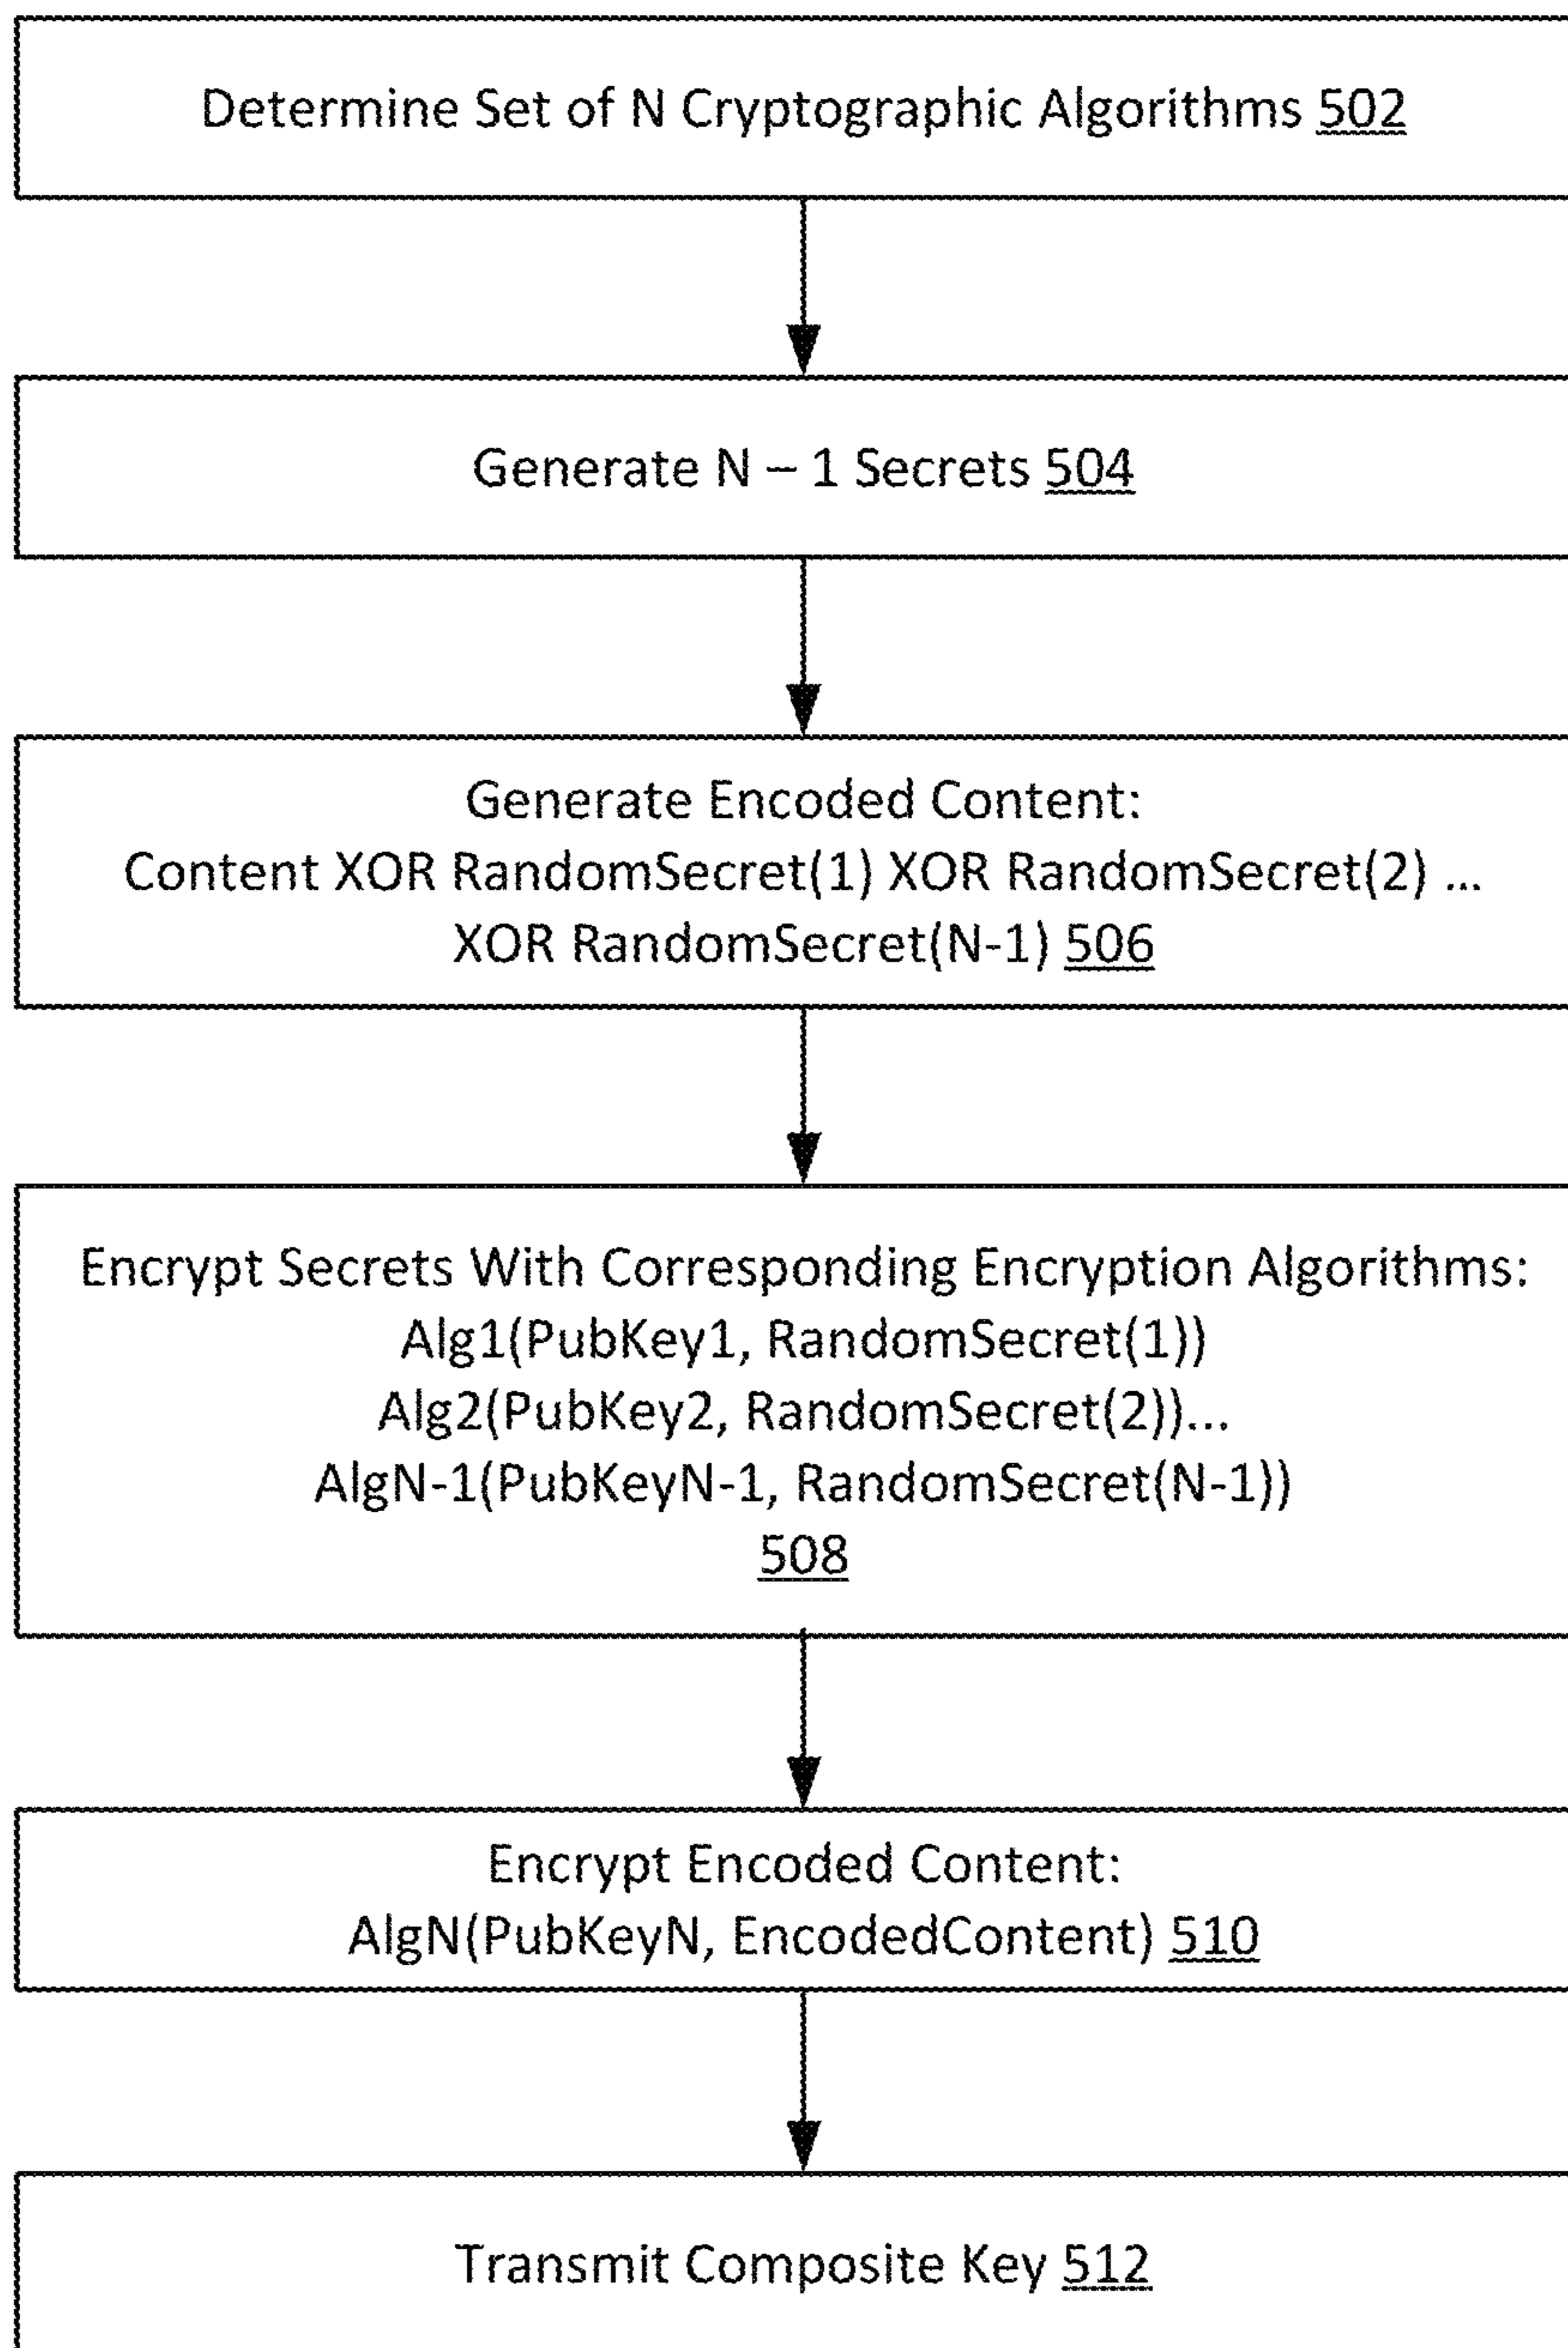 Determine Set of N Cryptographic Algorithms 502
Generate N – 1 Secrets 504
Generate Encoded Content:
Content XOR RandomSecret(1) XOR RandomSecret(2) ...
XOR RandomSecret(N-1) 506
Encrypt Secrets With Corresponding Encryption Algorithms:
Alg1(PubKey1, RandomSecret(1))
Alg2(PubKey2, RandomSecret(2))...
AlgN-1(PubKeyN-1, RandomSecret(N-1))
508
Encrypt Encoded Content:
AlgN(PubKeyN, EncodedContent) 510
Transmit Composite Key 512